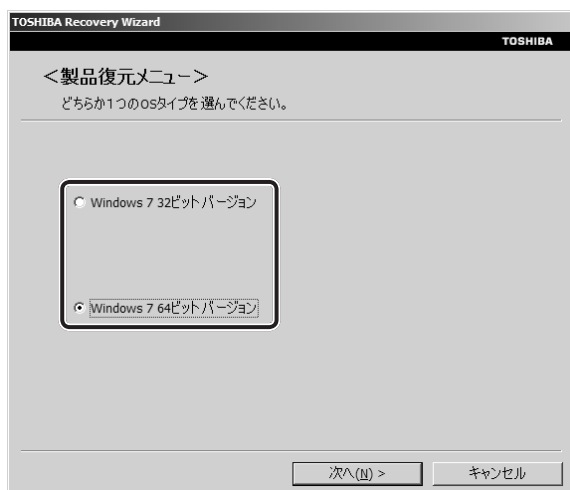 TOSHIBA Recovery Wizard
TOSHIBA
＜製品復元メニュー＞
どちらか1つのOSタイプを選んでください。
Windows 7 32ビットバージョン
Windows 7 64ビットバージョン
次へ(N) >
キャンセル